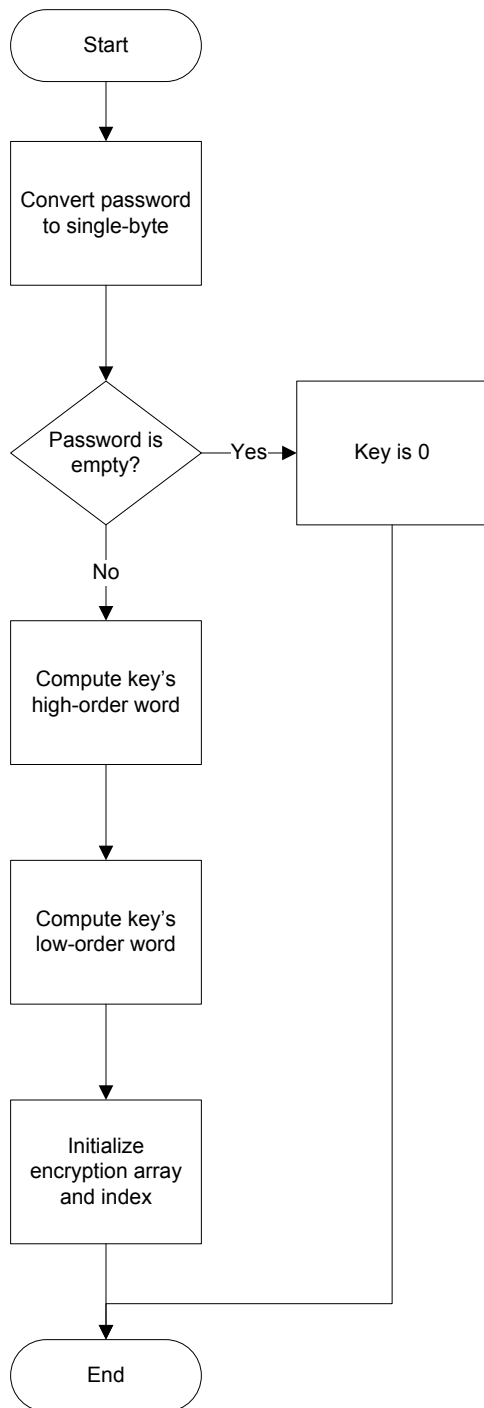 Start
Convert password
to single-byte
Password is
empty?
Yes
Key is 0
No
Compute key’s
high-order word
Compute key’s
low-order word
Initialize
encryption array
and index
End